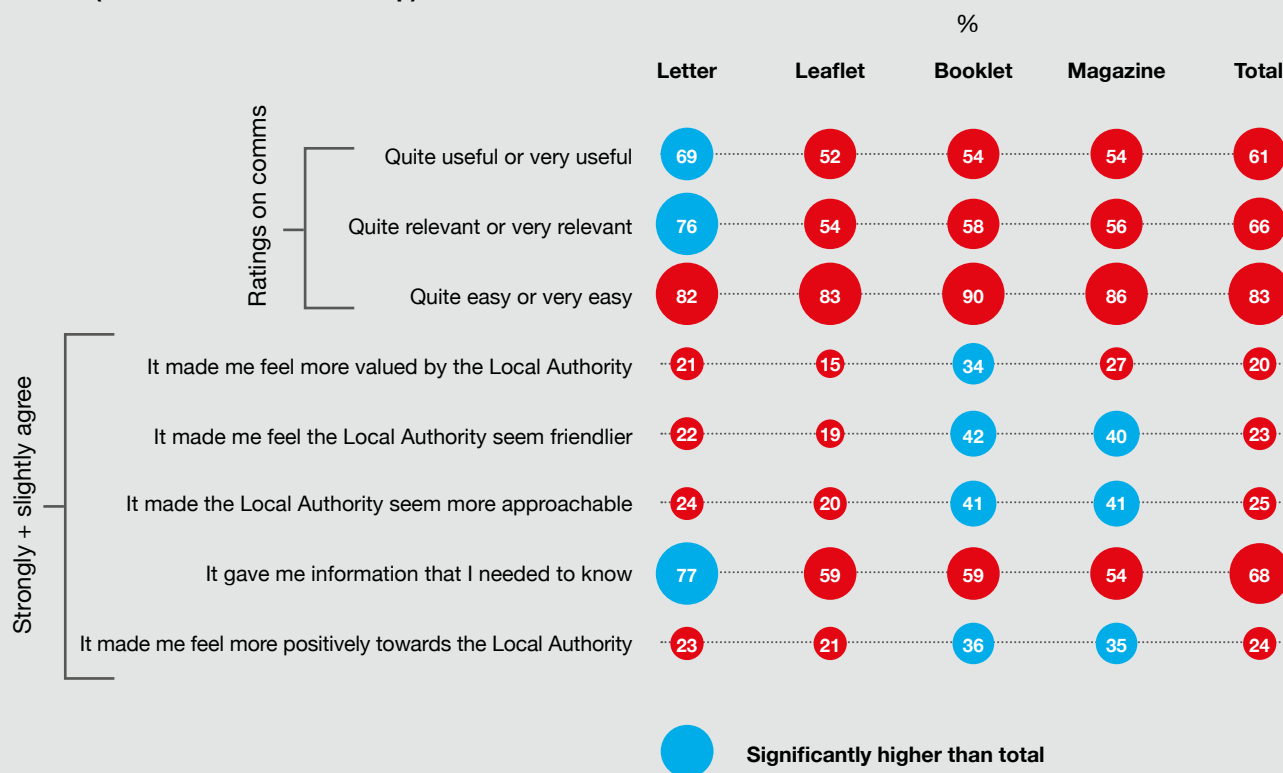 %
Letter Leaflet Booklet Magazine Total
Ratings on comms
Quite useful or very useful 69 52 54 54 61
Quite relevant or very relevant 76 54 58 56 66
Quite easy or very easy 82 83 90 86 83
Strongly + slightly agree
It made me feel more valued by the Local Authority 21 15 34 27 20
It made me feel the Local Authority seem friendlier 22 19 42 40 23
It made the Local Authority seem more approachable 24 20 41 41 25
It gave me information that I needed to know 77 59 59 54 68
It made me feel more positively towards the Local Authority 23 21 36 35 24
Significantly higher than total